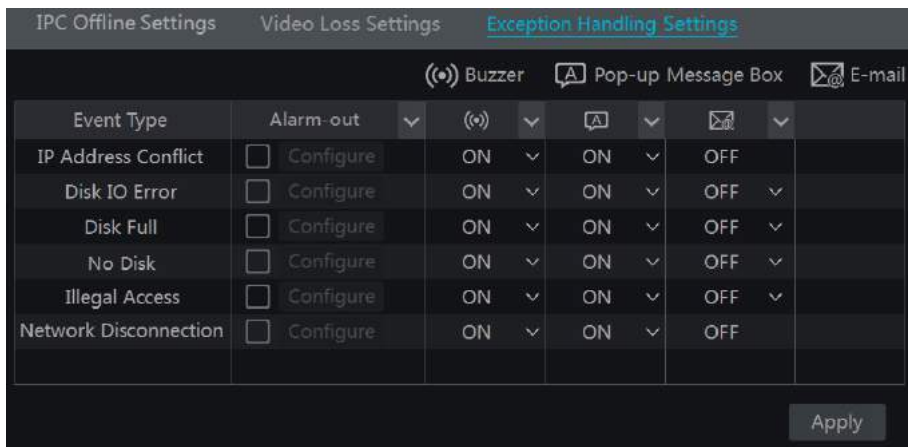 IPC Offline Settings Video Loss Settings Exception Handling Settings
Buzzer A Pop-up Message Box @ E-mail
Event Type Alarm-out A @
IP Address Conflict Configure ON ON OFF
Disk IO Error Configure ON ON OFF
Disk Full Configure ON ON OFF
No Disk Configure ON ON OFF
Illegal Access Configure ON ON OFF
Network Disconnection Configure ON ON OFF
Apply